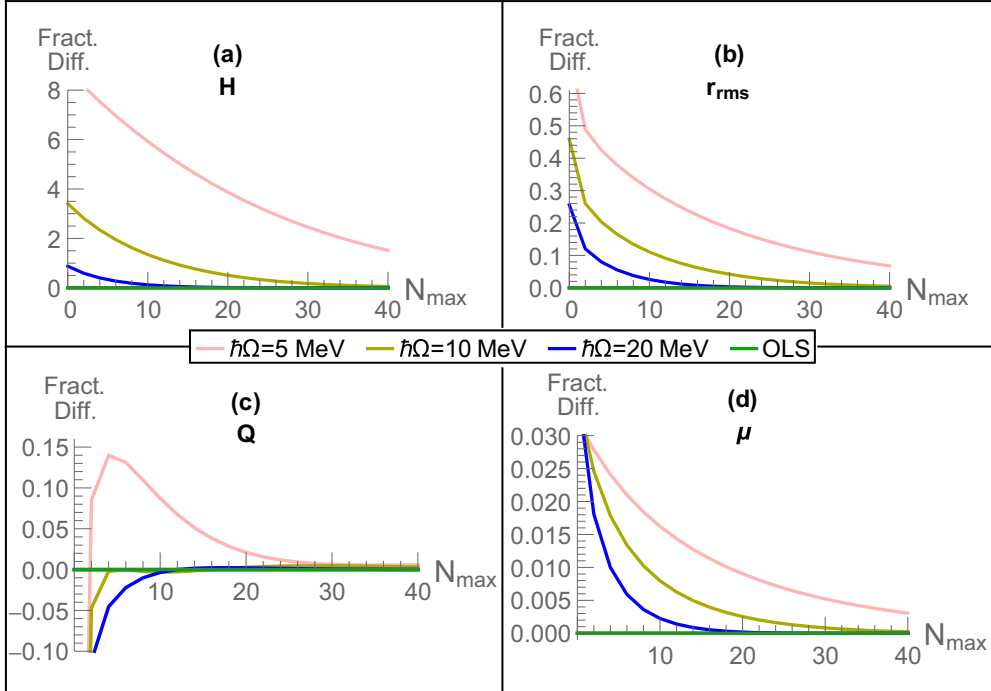 Fract.
Diff.
(a)
H
8
6
4
2
0
0
10
20
30
40
Nmax
Fract.
Diff.
(b)
rrms
0.6
0.5
0.4
0.3
0.2
0.1
0.0
0
10
20
30
40
Nmax
ℏΩ=5 MeV
ℏΩ=10 MeV
ℏΩ=20 MeV
OLS
Fract.
Diff.
(c)
Q
0.15
0.10
0.05
0.00
−0.05
−0.10
10
20
30
40
Nmax
Fract.
Diff.
(d)
μ
0.030
0.025
0.020
0.015
0.010
0.005
0.000
10
20
30
40
Nmax